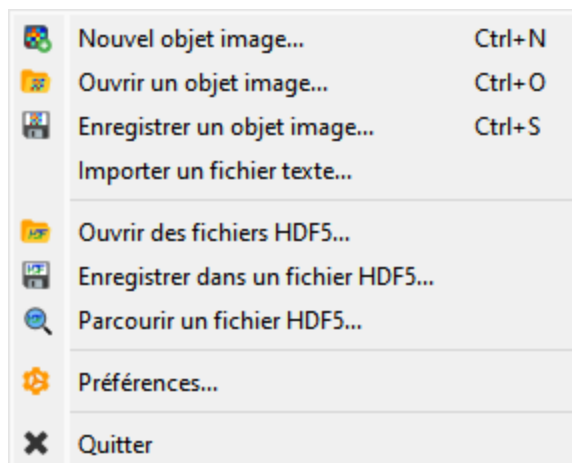 Nouvel objet image... Ctrl+N
Ouvrir un objet image... Ctrl+O
Enregistrer un objet image... Ctrl+S
Importer un fichier texte...
Ouvrir des fichiers HDF5...
Enregistrer dans un fichier HDF5...
Parcourir un fichier HDF5...
Préférences...
Quitter